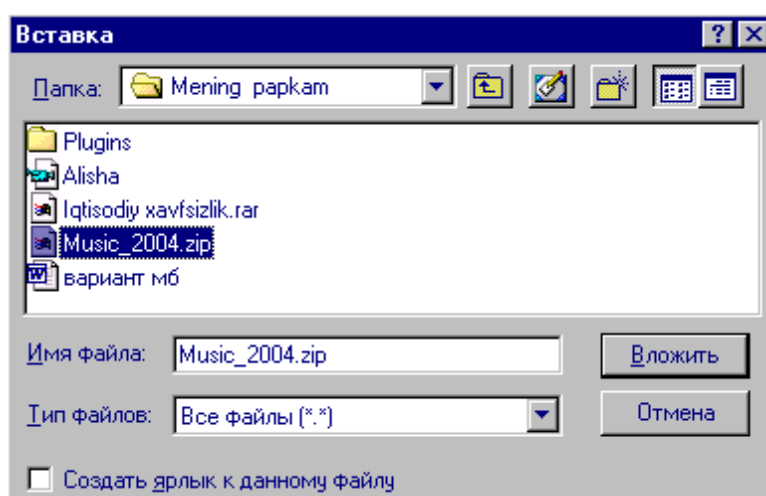 Вставка
Папка: Mening papkam
Plugins
Alisha
Iqtisodiy xavfsizlik.rar
Music_2004.zip
вариант мб
Имя файла: Music_2004.zip Вложить
Тип файлов: Все файлы (*.*) Отмена
Создать ярлык к данному файлу